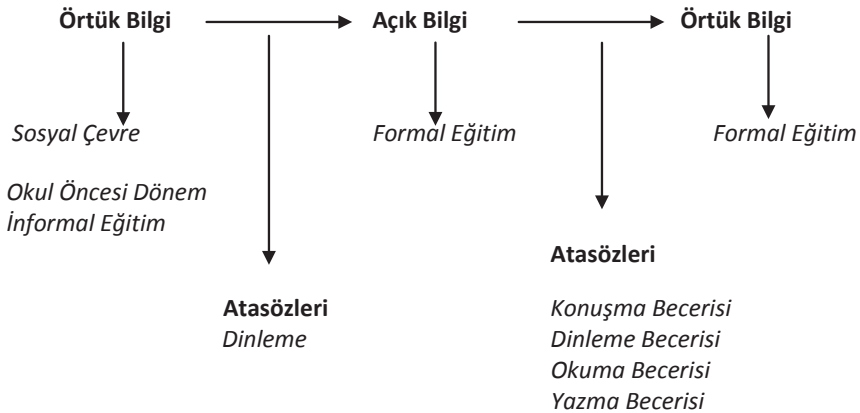 Örtük Bilgi Açık Bilgi Örtük Bilgi
Sosyal Çevre Formal Eğitim Formal Eğitim
Okul Öncesi Dönem
İnformal Eğitim
Atasözleri
Dinleme
Atasözleri
Konuşma Becerisi
Dinleme Becerisi
Okuma Becerisi
Yazma Becerisi